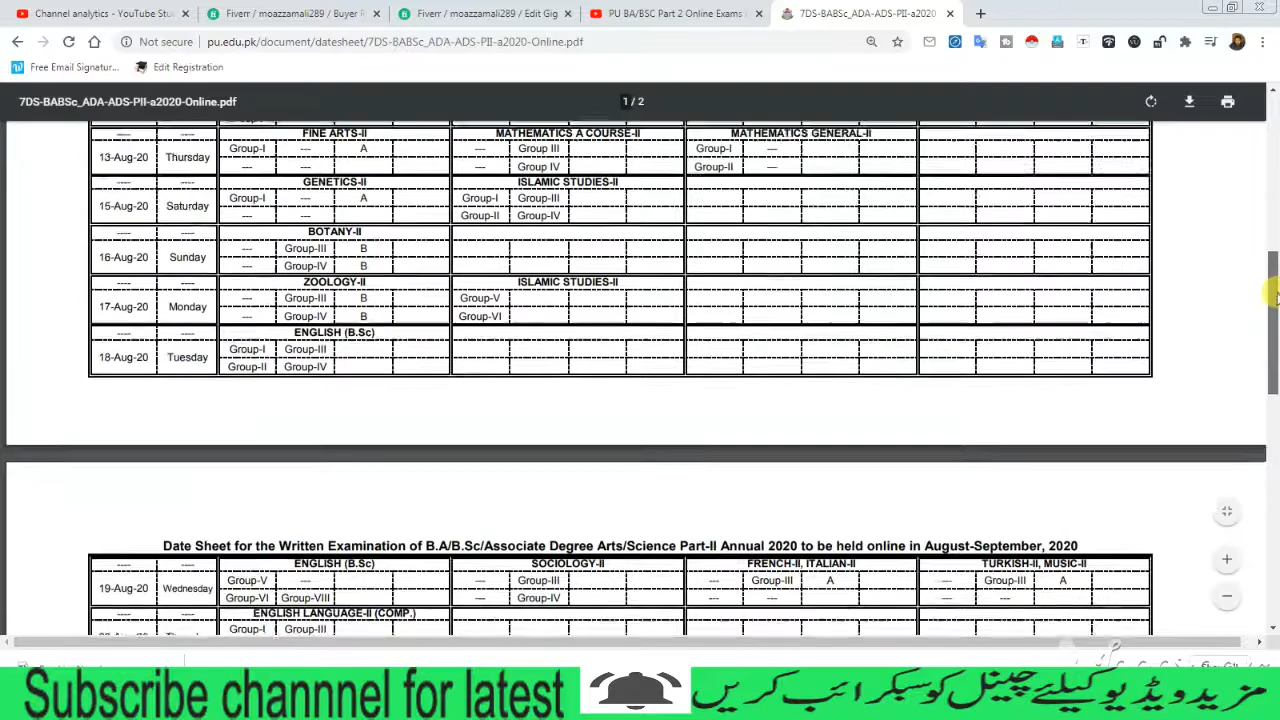 Channel analytics - YouTube Stud
Fiverr / moazzamali289 / Buyer R
Fiverr / moazzamali289 / Edit Gig
PU BA/BSC Part 2 Online Exams
7DS-BABSc_ADA-ADS-PII-a2020
Not secure | pu.edu.pk/document/datesheet/7DS-BABSc_ADA-ADS-PII-a2020-Online.pdf
Free Email Signatur... Edit Registration
7DS-BABSc_ADA-ADS-PII-a2020-Online.pdf 1 / 2
---- ---- FINE ARTS-II MATHEMATICS A COURSE-II MATHEMATICS GENERAL-II
13-Aug-20 Thursday
Group-I --- A --- Group III Group-I ---
--- --- --- Group IV Group-II ---
---- ---- GENETICS-II ISLAMIC STUDIES-II
15-Aug-20 Saturday
Group-I --- A Group-I Group-III
--- --- Group-II Group-IV
---- ---- BOTANY-II
16-Aug-20 Sunday
--- Group-III B
--- Group-IV B
---- ---- ZOOLOGY-II ISLAMIC STUDIES-II
17-Aug-20 Monday
--- Group-III B Group-V
--- Group-IV B Group-VI
---- ---- ENGLISH (B.Sc)
18-Aug-20 Tuesday
Group-I Group-III
Group-II Group-IV
Date Sheet for the Written Examination of B.A/B.Sc/Associate Degree Arts/Science Part-II Annual 2020 to be held online in August-September, 2020
---- ---- ENGLISH (B.Sc) SOCIOLOGY-II FRENCH-II, ITALIAN-II TURKISH-II, MUSIC-II
19-Aug-20 Wednesday
Group-V --- --- Group-III --- Group-III A --- Group-III A
Group-VI Group-VIII --- Group-IV --- --- --- ---
---- ---- ENGLISH LANGUAGE-II (COMP.)
Group-I Group-III
Subscribe channnel for latest
مزید ویڈیو کیلئے چینل کو سبکرائب کریں